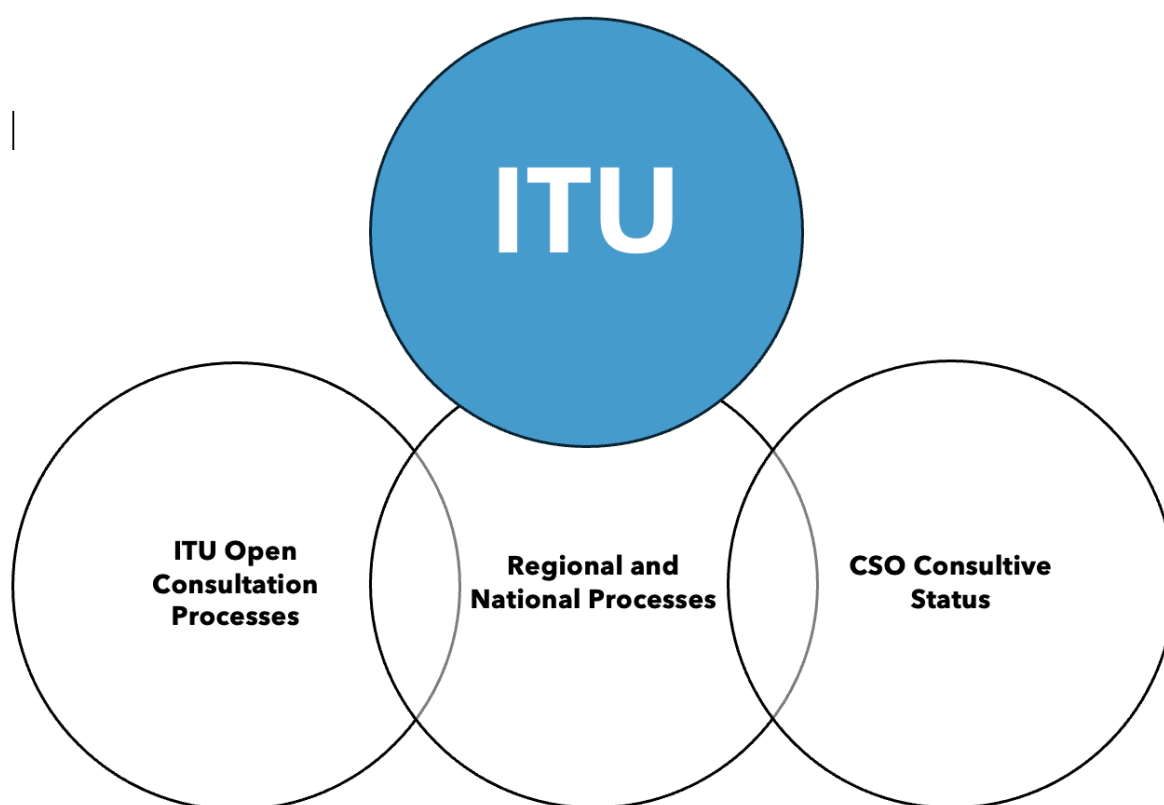 ITU
ITU Open
Consultation
Processes
Regional and
National Processes
CSO Consultive
Status